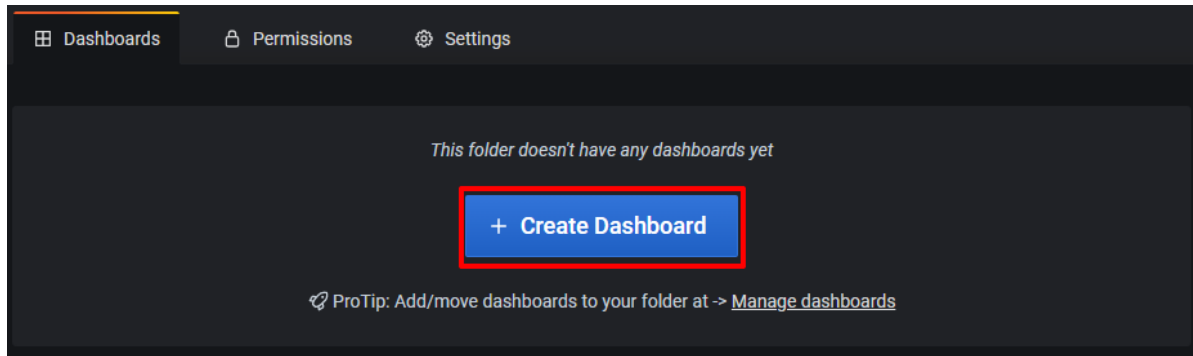 Dashboards Permissions Settings
This folder doesn't have any dashboards yet
+ Create Dashboard
ProTip: Add/move dashboards to your folder at -> Manage dashboards